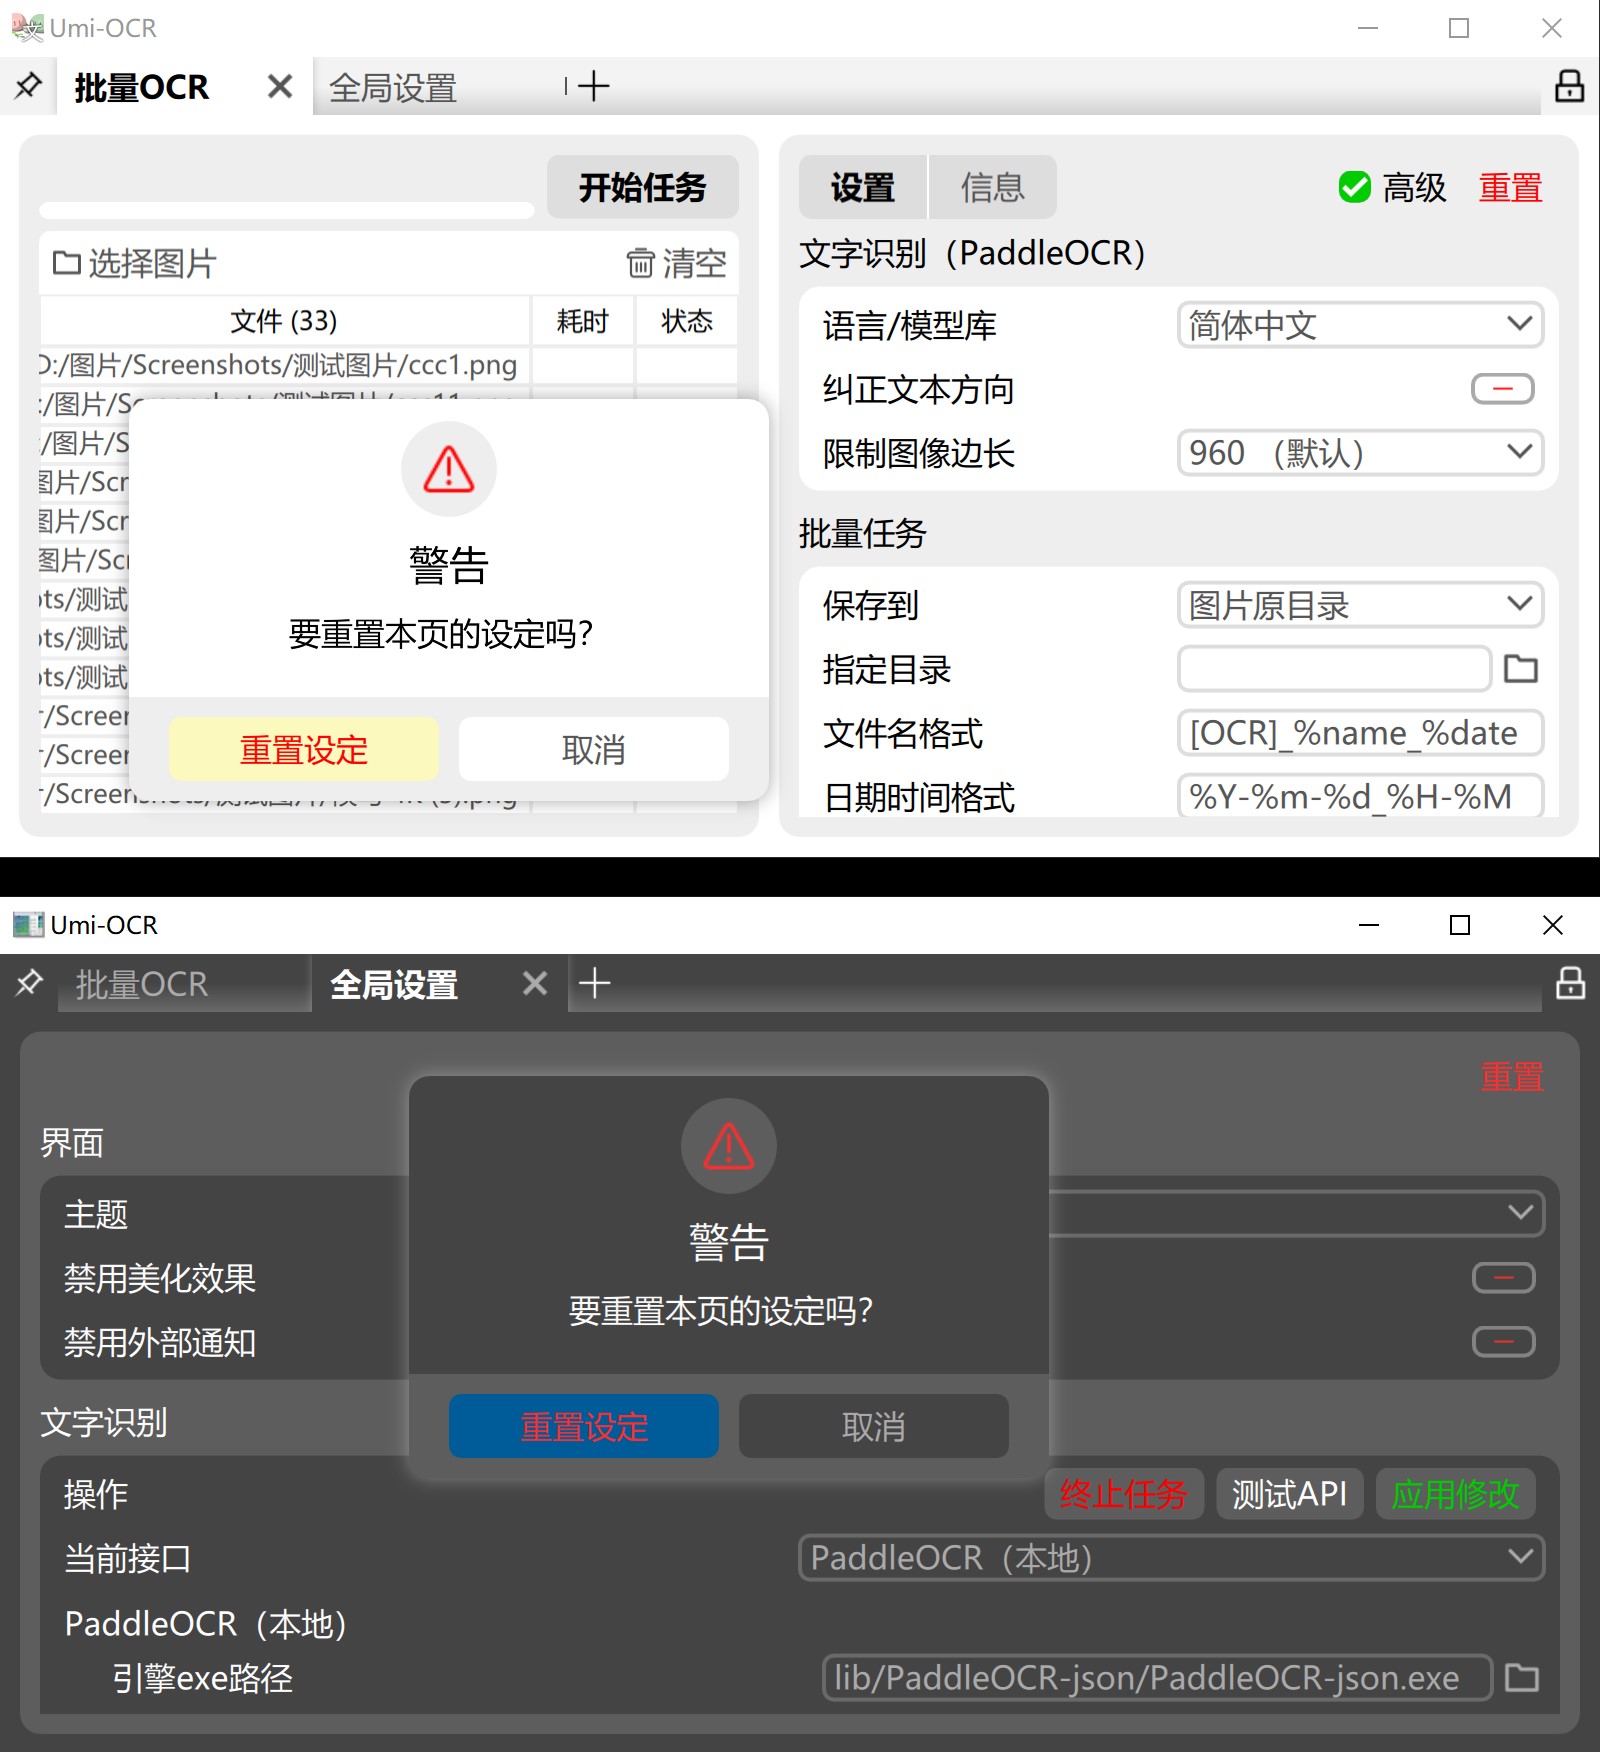 Umi-OCR
批量OCR
全局设置
开始任务
选择图片
清空
文件 (33)
耗时
状态
D:/图片/Screenshots/测试图片/ccc1.png
:/图片/S
/图片/S
图片/Scr
图片/Scr
图片/Scr
ots/测试
ots/测试
ots/测试
r/Screen
r/Screen
r/Screenshots/测试图片/
警告
要重置本页的设定吗?
重置设定
取消
设置
信息
高级
重置
文字识别（PaddleOCR）
语言/模型库
简体中文
纠正文本方向
限制图像边长
960 （默认）
批量任务
保存到
图片原目录
指定目录
文件名格式
[OCR]_%name_%date
日期时间格式
%Y-%m-%d_%H-%M
Umi-OCR
批量OCR
全局设置
重置
界面
主题
禁用美化效果
禁用外部通知
警告
要重置本页的设定吗?
重置设定
取消
文字识别
操作
终止任务
测试API
应用修改
当前接口
PaddleOCR（本地）
PaddleOCR（本地）
引擎exe路径
lib/PaddleOCR-json/PaddleOCR-json.exe